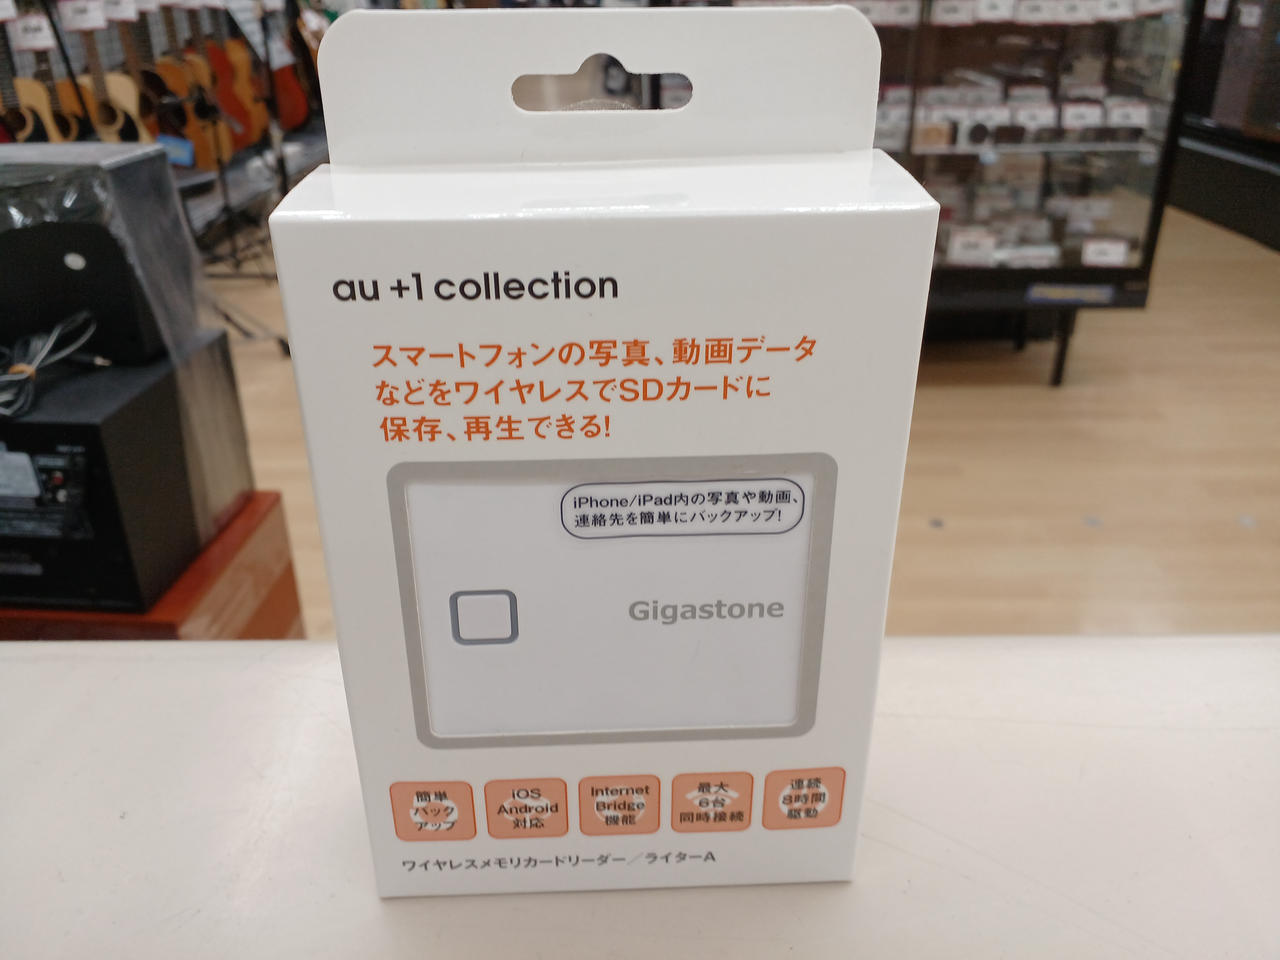 au +1 collection
スマートフォンの写真、動画データ
などをワイヤレスでSDカードに
保存、再生できる!
iPhone/iPad内の写真や動画、
連絡先を簡単にバックアップ!
Gigastone
簡単
バック
アップ
iOS
Android
対応
Internet
Bridge
機能
最大
6台
同時接続
連続
8時間
駆動
ワイヤレスメモリカードリーダー/ライターA